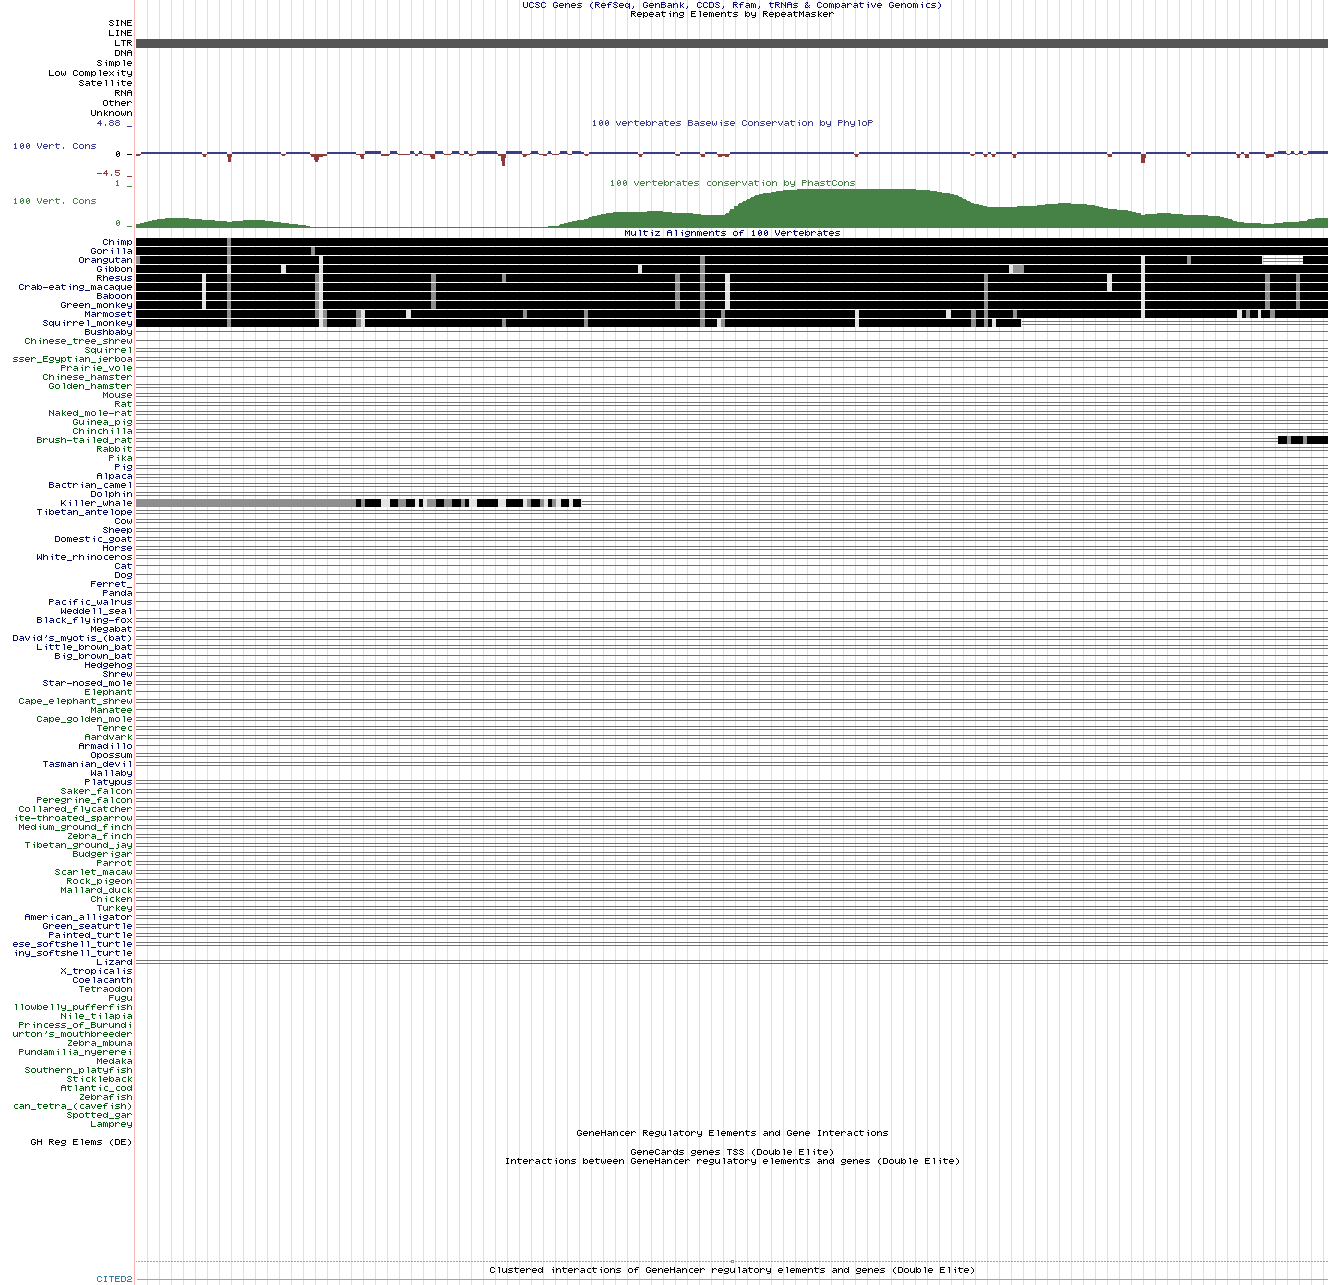 UCSC Genes (RefSeq, GenBank, CCDS, Rfam, tRNAs & Comparative Genomics)
Repeating Elements by RepeatMasker
SINE
LINE
LTR
DNA
Simple
Low Complexity
Satellite
RNA
Other
Unknown
4.88 _
100 vertebrates Basewise Conservation by PhyloP
100 Vert. Cons
0 -
-4.5 _
100 vertebrates conservation by PhastCons
1 _
100 Vert. Cons
0 _
Multiz Alignments of 100 Vertebrates
Chimp
Gorilla
Orangutan
Gibbon
Rhesus
Crab-eating_macaque
Baboon
Green_monkey
Marmoset
Squirrel_monkey
Bushbaby
Chinese_tree_shrew
Squirrel
sser_Egyptian_jerboa
Prairie_vole
Chinese_hamster
Golden_hamster
Mouse
Rat
Naked_mole-rat
Guinea_pig
Chinchilla
Brush-tailed_rat
Rabbit
Pika
Pig
Alpaca
Bactrian_camel
Dolphin
Killer_whale
Tibetan_antelope
Cow
Sheep
Domestic_goat
Horse
White_rhinoceros
Cat
Dog
Ferret_
Panda
Pacific_walrus
Weddell_seal
Black_flying-fox
Megabat
David's_myotis_(bat)
Little_brown_bat
Big_brown_bat
Hedgehog
Shrew
Star-nosed_mole
Elephant
Cape_elephant_shrew
Manatee
Cape_golden_mole
Tenrec
Aardvark
Armadillo
Opossum
Tasmanian_devil
Wallaby
Platypus
Saker_falcon
Peregrine_falcon
Collared_flycatcher
ite-throated_sparrow
Medium_ground_finch
Zebra_finch
Tibetan_ground_jay
Budgerigar
Parrot
Scarlet_macaw
Rock_pigeon
Mallard_duck
Chicken
Turkey
American_alligator
Green_seaturtle
Painted_turtle
ese_softshell_turtle
iny_softshell_turtle
Lizard
X_tropicalis
Coelacanth
Tetraodon
Fugu
llowbelly_pufferfish
Nile_tilapia
Princess_of_Burundi
urton's_mouthbreeder
Zebra_mbuna
Pundamilia_nyererei
Medaka
Southern_platyfish
Stickleback
Atlantic_cod
Zebrafish
can_tetra_(cavefish)
Spotted_gar
Lamprey
GeneHancer Regulatory Elements and Gene Interactions
GH Reg Elems (DE)
GeneCards genes TSS (Double Elite)
Interactions between GeneHancer regulatory elements and genes (Double Elite)
Clustered interactions of GeneHancer regulatory elements and genes (Double Elite)
CITED2